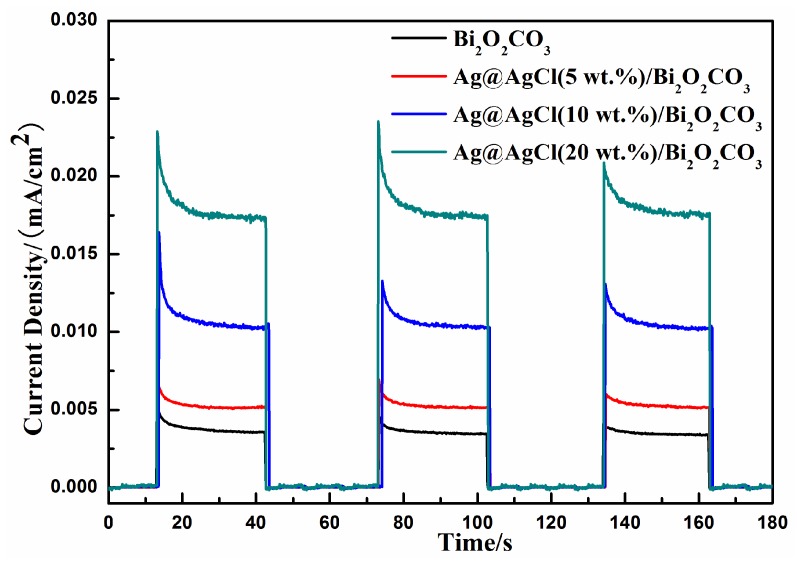 0.030
0.025
0.020
0.015
0.010
0.005
0.000
Current Density/(mA/cm²)
Bi₂O₂CO₃
Ag@AgCl(5 wt.%)/Bi₂O₂CO₃
Ag@AgCl(10 wt.%)/Bi₂O₂CO₃
Ag@AgCl(20 wt.%)/Bi₂O₂CO₃
0 20 40 60 80 100 120 140 160 180
Time/s